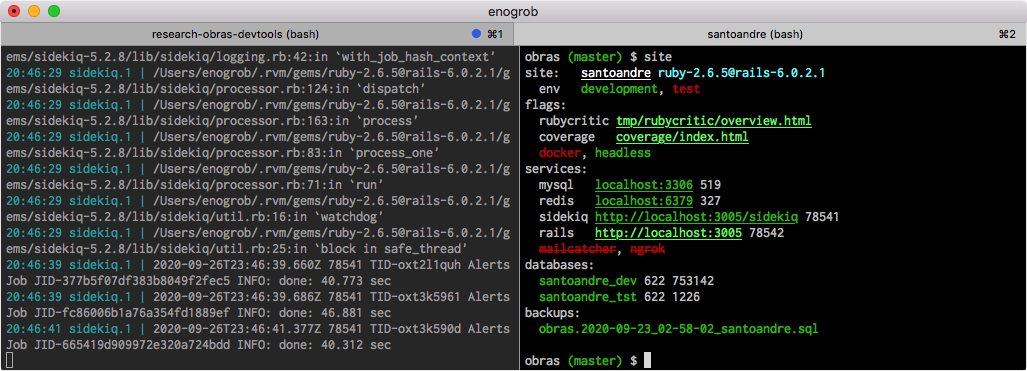 enogrob
research-obras-devtools (bash) ⌘1
santoandre (bash) ⌘2
ems/sidekiq-5.2.8/lib/sidekiq/logging.rb:42:in `with_job_hash_context'
20:46:29 sidekiq.1 | /Users/enogrob/.rvm/gems/ruby-2.6.5@rails-6.0.2.1/g
ems/sidekiq-5.2.8/lib/sidekiq/processor.rb:124:in `dispatch'
20:46:29 sidekiq.1 | /Users/enogrob/.rvm/gems/ruby-2.6.5@rails-6.0.2.1/g
ems/sidekiq-5.2.8/lib/sidekiq/processor.rb:163:in `process'
20:46:29 sidekiq.1 | /Users/enogrob/.rvm/gems/ruby-2.6.5@rails-6.0.2.1/g
ems/sidekiq-5.2.8/lib/sidekiq/processor.rb:83:in `process_one'
20:46:29 sidekiq.1 | /Users/enogrob/.rvm/gems/ruby-2.6.5@rails-6.0.2.1/g
ems/sidekiq-5.2.8/lib/sidekiq/processor.rb:71:in `run'
20:46:29 sidekiq.1 | /Users/enogrob/.rvm/gems/ruby-2.6.5@rails-6.0.2.1/g
ems/sidekiq-5.2.8/lib/sidekiq/util.rb:16:in `watchdog'
20:46:29 sidekiq.1 | /Users/enogrob/.rvm/gems/ruby-2.6.5@rails-6.0.2.1/g
ems/sidekiq-5.2.8/lib/sidekiq/util.rb:25:in `block in safe_thread'
20:46:39 sidekiq.1 | 2020-09-26T23:46:39.660Z 78541 TID-oxt2l1quh Alerts
Job JID-377b5f07df383b8049f2fec5 INFO: done: 40.773 sec
20:46:39 sidekiq.1 | 2020-09-26T23:46:39.686Z 78541 TID-oxt3k5961 Alerts
Job JID-fc86006b1a76a354fd1889ef INFO: done: 46.881 sec
20:46:41 sidekiq.1 | 2020-09-26T23:46:41.377Z 78541 TID-oxt3k590d Alerts
Job JID-665419d909972e320a724bdd INFO: done: 40.312 sec
obras (master) $ site
site: santoandre ruby-2.6.5@rails-6.0.2.1
env development, test
flags:
rubycritic tmp/rubycritic/overview.html
coverage coverage/index.html
docker, headless
services:
mysql localhost:3306 519
redis localhost:6379 327
sidekiq http://localhost:3005/sidekiq 78541
rails http://localhost:3005 78542
mailcatcher, ngrok
databases:
santoandre_dev 622 753142
santoandre_tst 622 1226
backups:
obras.2020-09-23_02-58-02_santoandre.sql
obras (master) $